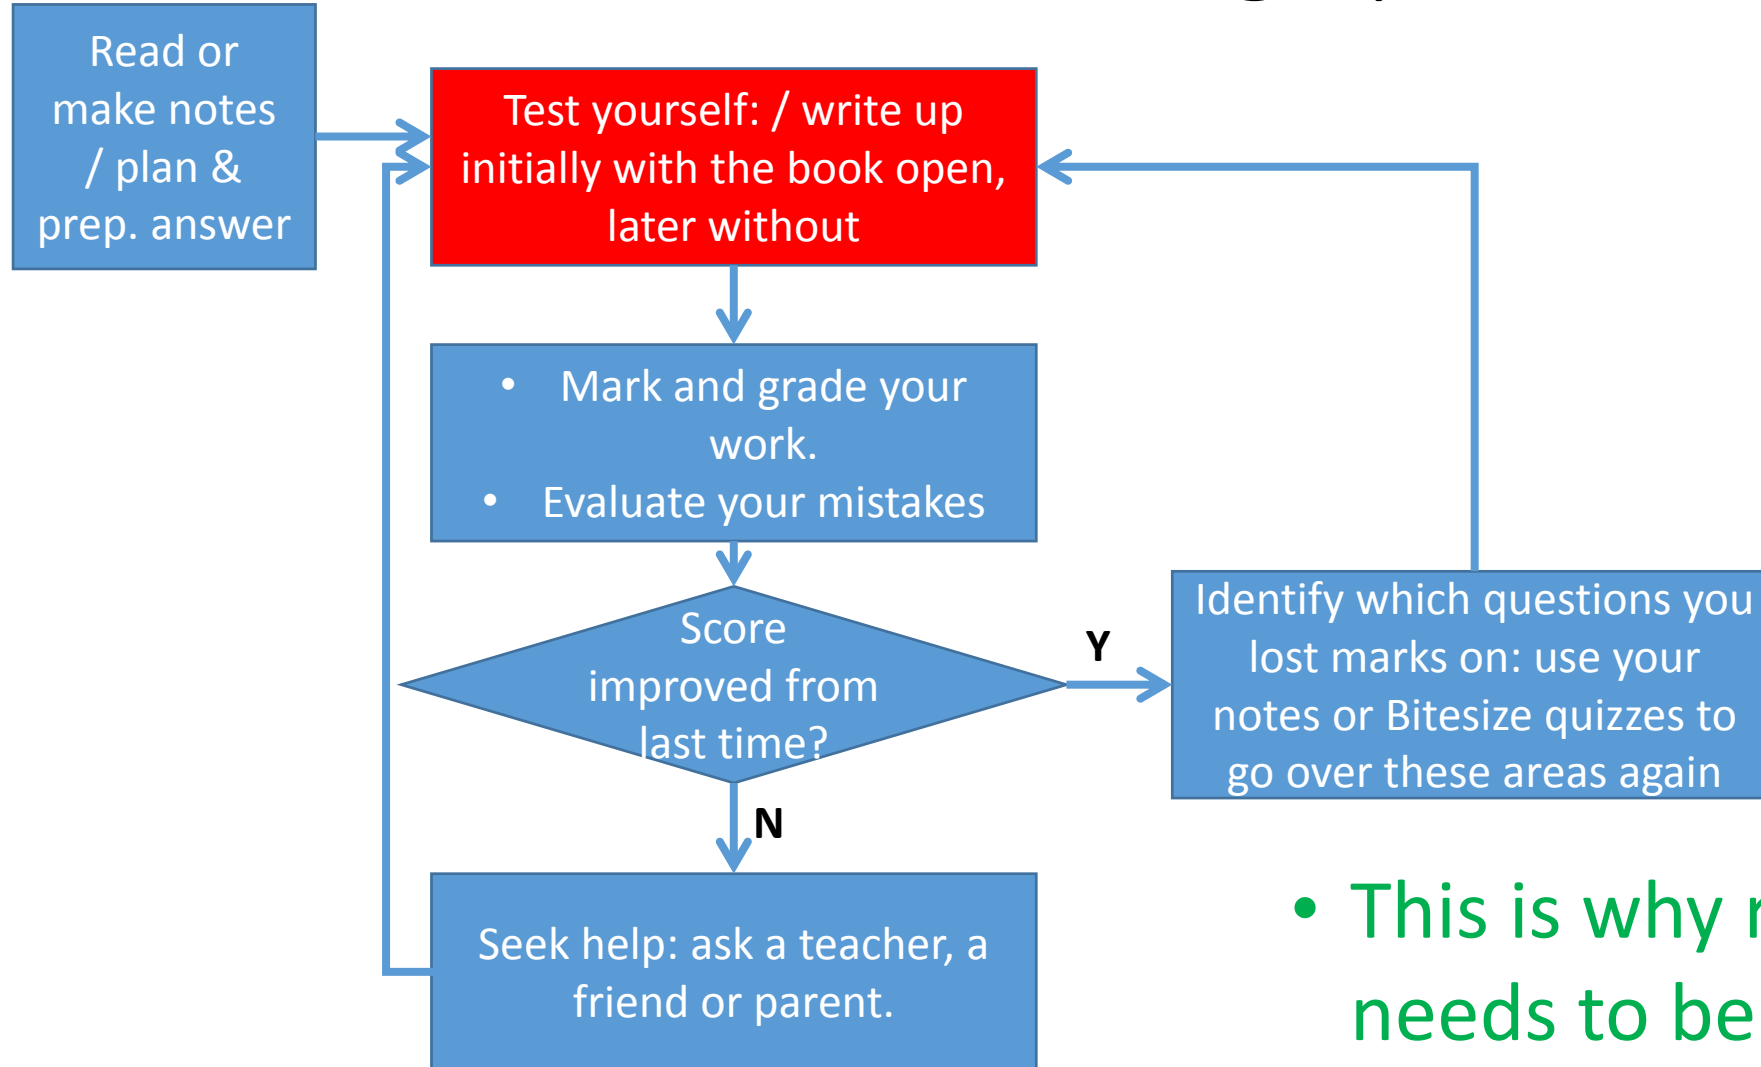 Read or
make notes
/ plan &
prep. answer
Test yourself: / write up
initially with the book open,
later without
• Mark and grade your
work.
• Evaluate your mistakes
Score
improved from
last time?
Y
Identify which questions you
lost marks on: use your
notes or Bitesize quizzes to
go over these areas again
N
Seek help: ask a teacher, a
friend or parent.
• This is why
needs to be